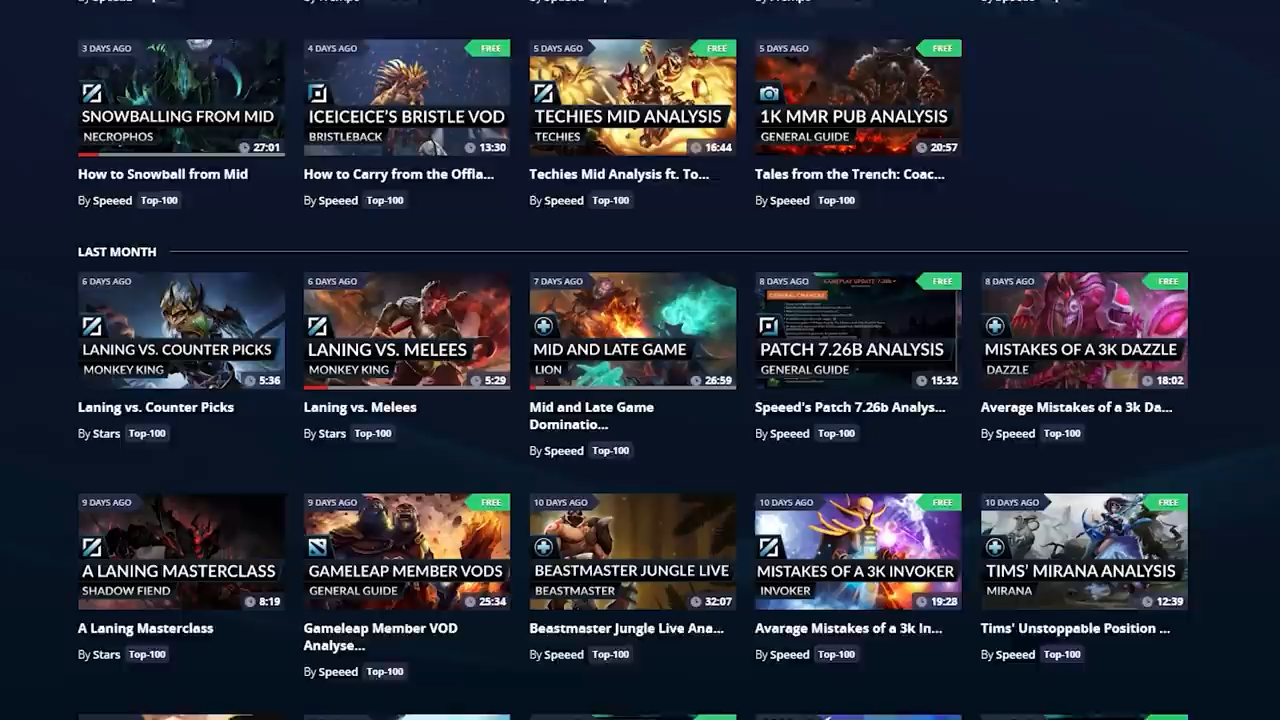 3 DAYS AGO
SNOWBALLING FROM MID
NECROPHOS
27:01
How to Snowball from Mid
By Speeed Top-100
4 DAYS AGO FREE
ICEICEICE'S BRISTLE VOD
BRISTLEBACK
13:30
How to Carry from the Offla...
By Speeed Top-100
5 DAYS AGO FREE
TECHIES MID ANALYSIS
TECHIES
16:44
Techies Mid Analysis ft. To...
By Speeed Top-100
5 DAYS AGO FREE
1K MMR PUB ANALYSIS
GENERAL GUIDE
20:57
Tales from the Trench: Coac...
By Speeed Top-100
LAST MONTH
6 DAYS AGO
LANING VS. COUNTER PICKS
MONKEY KING
5:36
Laning vs. Counter Picks
By Stars Top-100
6 DAYS AGO
LANING VS. MELEES
MONKEY KING
5:29
Laning vs. Melees
By Stars Top-100
7 DAYS AGO
MID AND LATE GAME
LION
26:59
Mid and Late Game
Dominatio...
By Speeed Top-100
8 DAYS AGO FREE
PATCH 7.26B ANALYSIS
GENERAL GUIDE
15:32
Speeed's Patch 7.26b Analys...
By Speeed Top-100
8 DAYS AGO FREE
MISTAKES OF A 3K DAZZLE
DAZZLE
18:02
Average Mistakes of a 3k Da...
By Speeed Top-100
9 DAYS AGO
A LANING MASTERCLASS
SHADOW FIEND
8:19
A Laning Masterclass
By Stars Top-100
9 DAYS AGO FREE
GAMELEAP MEMBER VODS
GENERAL GUIDE
25:34
Gameleap Member VOD
Analyse...
By Speeed Top-100
10 DAYS AGO
BEASTMASTER JUNGLE LIVE
BEASTMASTER
32:07
Beastmaster Jungle Live Ana...
By Speeed Top-100
10 DAYS AGO FREE
MISTAKES OF A 3K INVOKER
INVOKER
19:28
Avarage Mistakes of a 3k In...
By Speeed Top-100
10 DAYS AGO FREE
TIMS' MIRANA ANALYSIS
MIRANA
12:39
Tims' Unstoppable Position ...
By Speeed Top-100